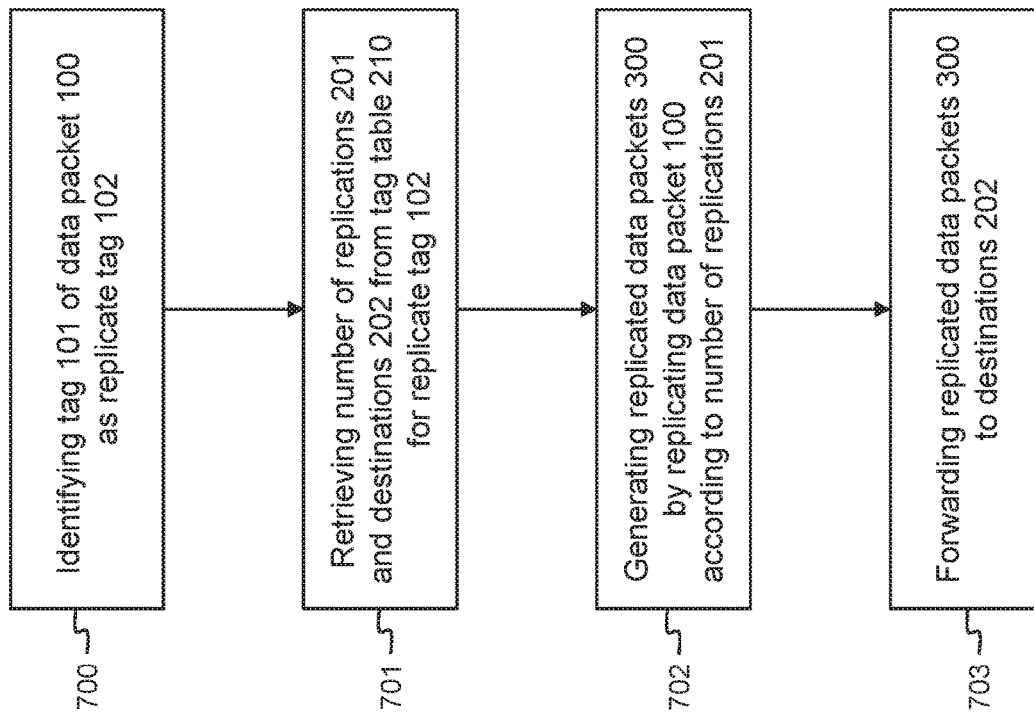 700
Identifying tag 101 of data packet 100
as replicate tag 102
701
Retrieving number of replications 201
and destinations 202 from tag table 210
for replicate tag 102
702
Generating replicated data packets 300
by replicating data packet 100
according to number of replications 201
703
Forwarding replicated data packets 300
to destinations 202